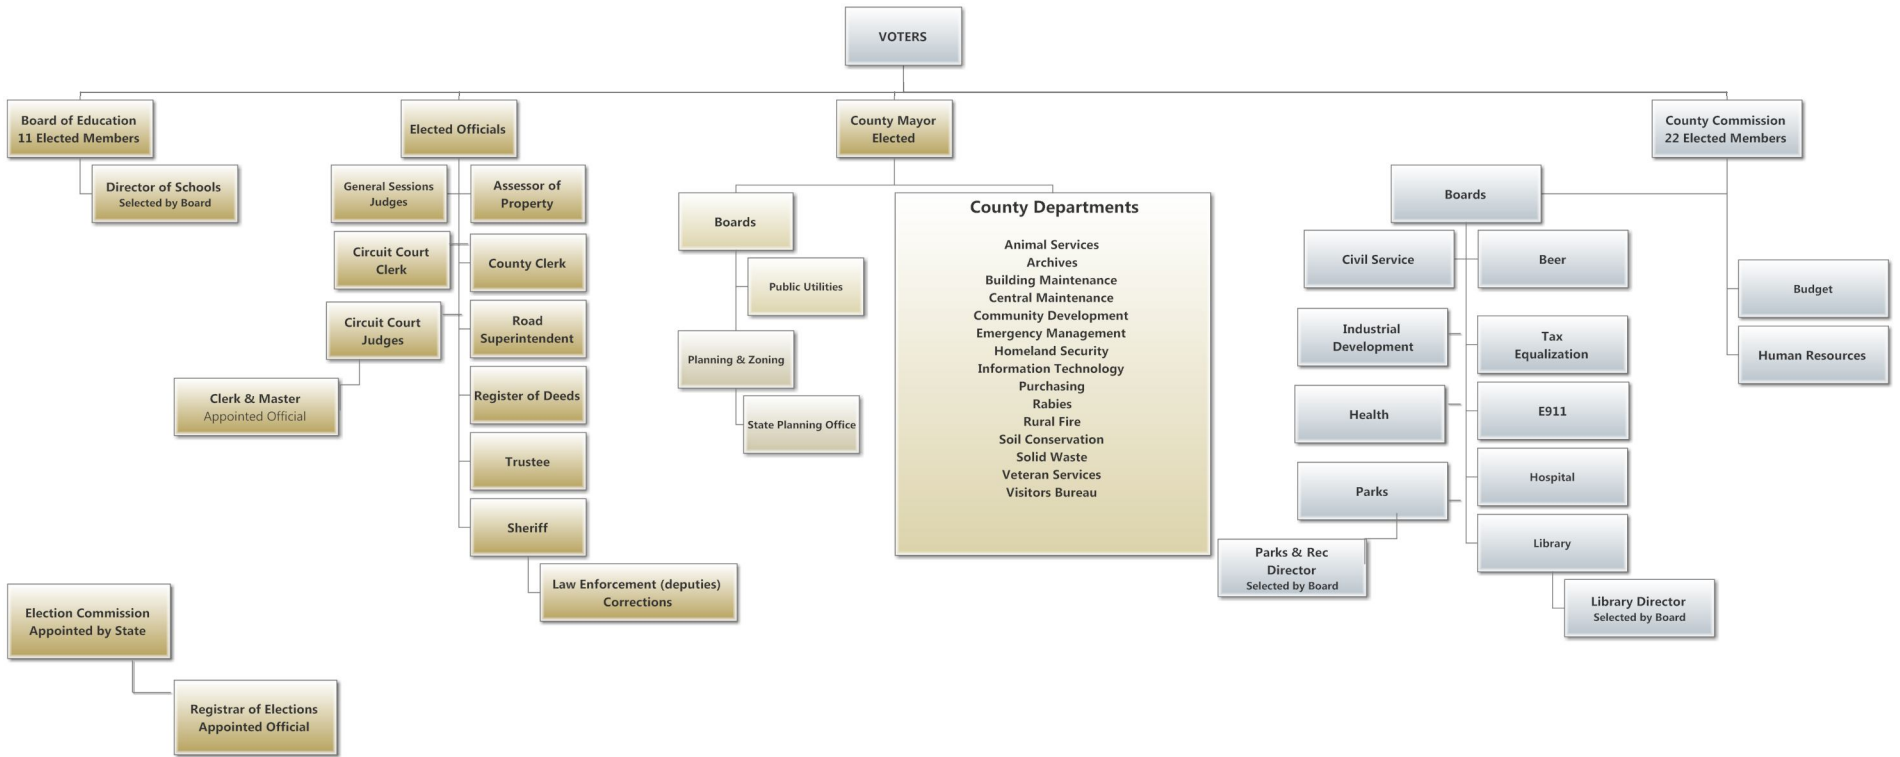 VOTERS
Board of Education
11 Elected Members
Director of Schools
Selected by Board
Elected Officials
General Sessions
Judges
Assessor of
Property
Circuit Court
Clerk
County Clerk
Circuit Court
Judges
Road
Superintendent
Clerk & Master
Appointed Official
Register of Deeds
Trustee
Sheriff
Law Enforcement (deputies)
Corrections
Election Commission
Appointed by State
Registrar of Elections
Appointed Official
County Mayor
Elected
Boards
Public Utilities
Planning & Zoning
State Planning Office
County Departments
Animal Services
Archives
Building Maintenance
Central Maintenance
Community Development
Emergency Management
Homeland Security
Information Technology
Purchasing
Rabies
Rural Fire
Soil Conservation
Solid Waste
Veteran Services
Visitors Bureau
County Commission
22 Elected Members
Boards
Civil Service
Beer
Industrial
Development
Tax
Equalization
Health
E911
Parks
Hospital
Parks & Rec
Director
Selected by Board
Library
Library Director
Selected by Board
Budget
Human Resources